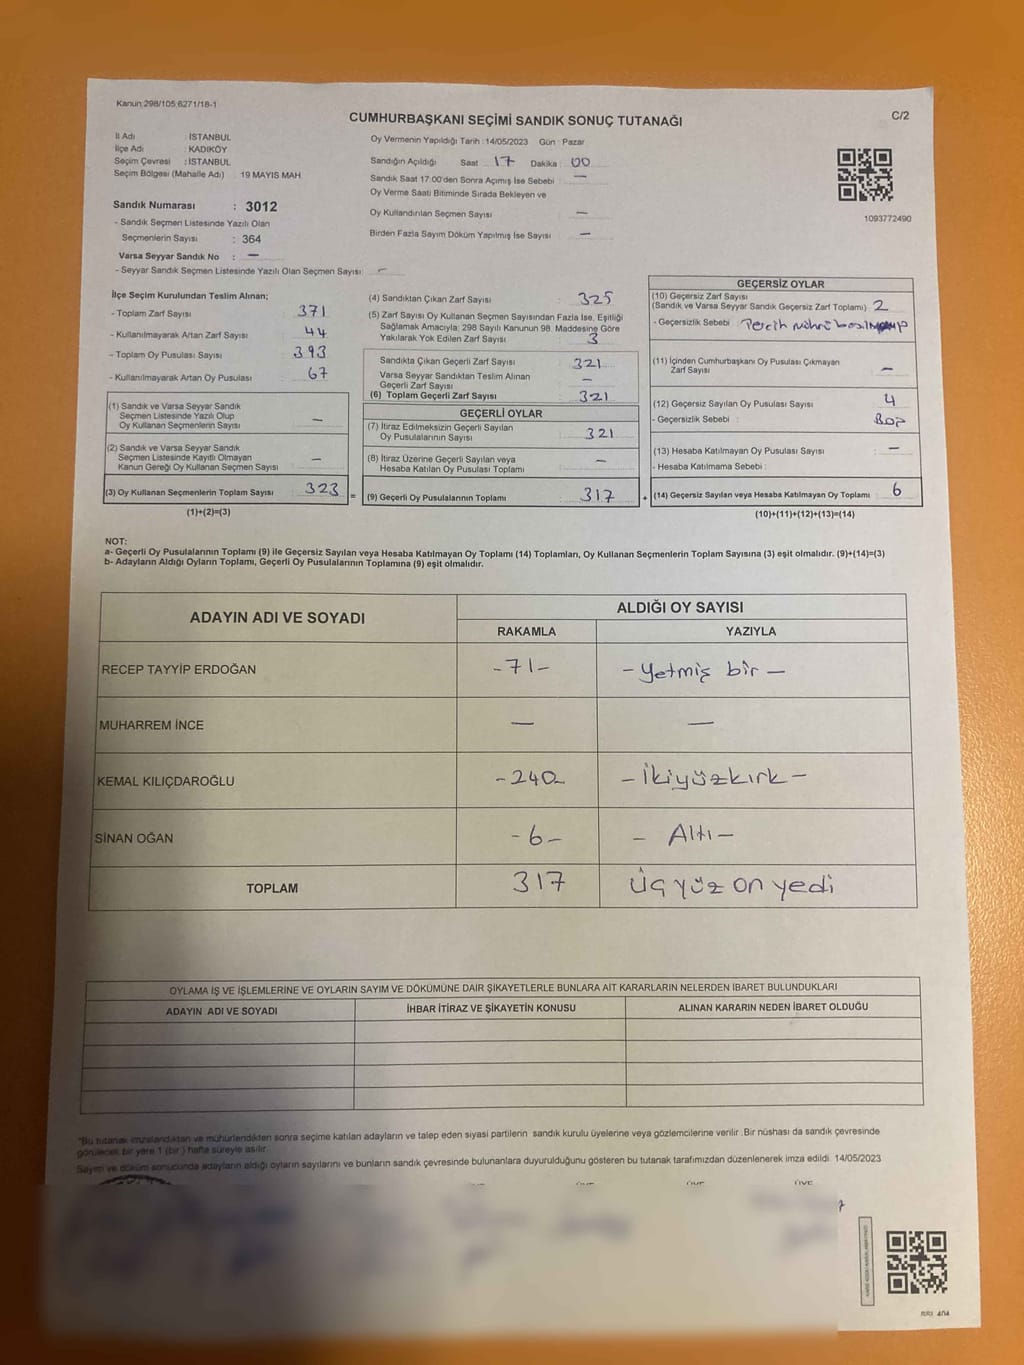 Kanun 298/105 6271/18-1
CUMHURBAŞKANI SEÇİMİ SANDIK SONUÇ TUTANAĞI
C/2
İl Adı : İSTANBUL
İlçe Adı : KADIKÖY
Seçim Çevresi : İSTANBUL
Seçim Bölgesi (Mahalle Adı) 19 MAYIS MAH.
Oy Vermenin Yapıldığı Tarih :14/05/2023 Gün : Pazar
Sandığın Açıldığı Saat 17 Dakika : 00
Sandık Saat 17:00'den Sonra Açımış İse Sebebi : —
Oy Verme Saati Bitiminde Sırada Bekleyen ve
Oy Kullandırılan Seçmen Sayısı —
Birden Fazla Sayım Döküm Yapılmış İse Sayısı —
1093772490
Sandık Numarası : 3012
- Sandık Seçmen Listesinde Yazılı Olan
Seçmenlerin Sayısı : 364
Varsa Seyyar Sandık No : —
- Seyyar Sandık Seçmen Listesinde Yazılı Olan Seçmen Sayısı: –
İlçe Seçim Kurulundan Teslim Alınan;
- Toplam Zarf Sayısı 371
- Kullanılmayarak Artan Zarf Sayısı : 44
- Toplam Oy Pusulası Sayısı 393
- Kullanılmayarak Artan Oy Pusulası : 67
(1) Sandık ve Varsa Seyyar Sandık
Seçmen Listesinde Yazılı Olup
Oy Kullanan Seçmenlerin Sayısı —
(2) Sandık ve Varsa Seyyar Sandık
Seçmen Listesinde Kayıtlı Olmayan
Kanun Gereği Oy Kullanan Seçmen Sayısı —
(3) Oy Kullanan Seçmenlerin Toplam Sayısı 323 =
(1)+(2)=(3)
(4) Sandıktan Çıkan Zarf Sayısı : 325
(5) Zarf Sayısı Oy Kullanan Seçmen Sayısından Fazla İse, Eşitliği
Sağlamak Amacıyla; 298 Sayılı Kanunun 98. Maddesine Göre
Yakılarak Yok Edilen Zarf Sayısı 3
Sandıkta Çıkan Geçerli Zarf Sayısı : 321
Varsa Seyyar Sandıktan Teslim Alınan
Geçerli Zarf Sayısı —
(6) Toplam Geçerli Zarf Sayısı : 321
GEÇERLİ OYLAR
(7) İtiraz Edilmeksizin Geçerli Sayılan
Oy Pusulalarının Sayısı : 321
(8) İtiraz Üzerine Geçerli Sayılan veya
Hesaba Katılan Oy Pusulası Toplamı —
(9) Geçerli Oy Pusulalarının Toplamı : 317 +
GEÇERSİZ OYLAR
(10) Geçersiz Zarf Sayısı
(Sandık ve Varsa Seyyar Sandık Geçersiz Zarf Toplamı) 2
- Geçersizlik Sebebi : Tercih mührü
(11) İçinden Cumhurbaşkanı Oy Pusulası Çıkmayan
Zarf Sayısı —
(12) Geçersiz Sayılan Oy Pusulası Sayısı 4
- Geçersizlik Sebebi : Boş
(13) Hesaba Katılmayan Oy Pusulası Sayısı : —
- Hesaba Katılmama Sebebi :
(14) Geçersiz Sayılan veya Hesaba Katılmayan Oy Toplamı 6
(10)+(11)+(12)+(13)=(14)
NOT:
a- Geçerli Oy Pusulalarının Toplamı (9) ile Geçersiz Sayılan veya Hesaba Katılmayan Oy Toplamı (14) Toplamları, Oy Kullanan Seçmenlerin Toplam Sayısına (3) eşit olmalıdır. (9)+(14)=(3)
b- Adayların Aldığı Oyların Toplamı, Geçerli Oy Pusulalarının Toplamına (9) eşit olmalıdır.
ADAYIN ADI VE SOYADI
ALDIĞI OY SAYISI
RAKAMLA YAZIYLA
RECEP TAYYİP ERDOĞAN -71- -Yetmiş bir-
MUHARREM İNCE — —
KEMAL KILIÇDAROĞLU -240- -İkiyüzkırk-
SİNAN OĞAN -6- - Altı-
TOPLAM 317 Üçyüz on yedi
OYLAMA İŞ VE İŞLEMLERİNE VE OYLARIN SAYIM VE DÖKÜMÜNE DAİR ŞİKAYETLERLE BUNLARA AİT KARARLARIN NELERDEN İBARET BULUNDUKLARI
ADAYIN ADI VE SOYADI İHBAR İTİRAZ VE ŞİKAYETİN KONUSU ALINAN KARARIN NEDEN İBARET OLDUĞU
*Bu tutanak imzalandıktan ve mühürlendikten sonra seçime katılan adayların ve talep eden siyasi partilerin sandık kurulu üyelerine veya gözlemcilerine verilir .Bir nüshası da sandık çevresinde
görülecek bir yere 1 (bir ) hafta süreyle asılır.
Sayım ve döküm sonucunda adayların aldığı oyların sayılarını ve bunların sandık çevresinde bulunanlara duyurulduğunu gösteren bu tutanak tarafımızdan düzenlenerek imza edildi. 14/05/2023
ÜYE ÜYE ÜYE ÜYE